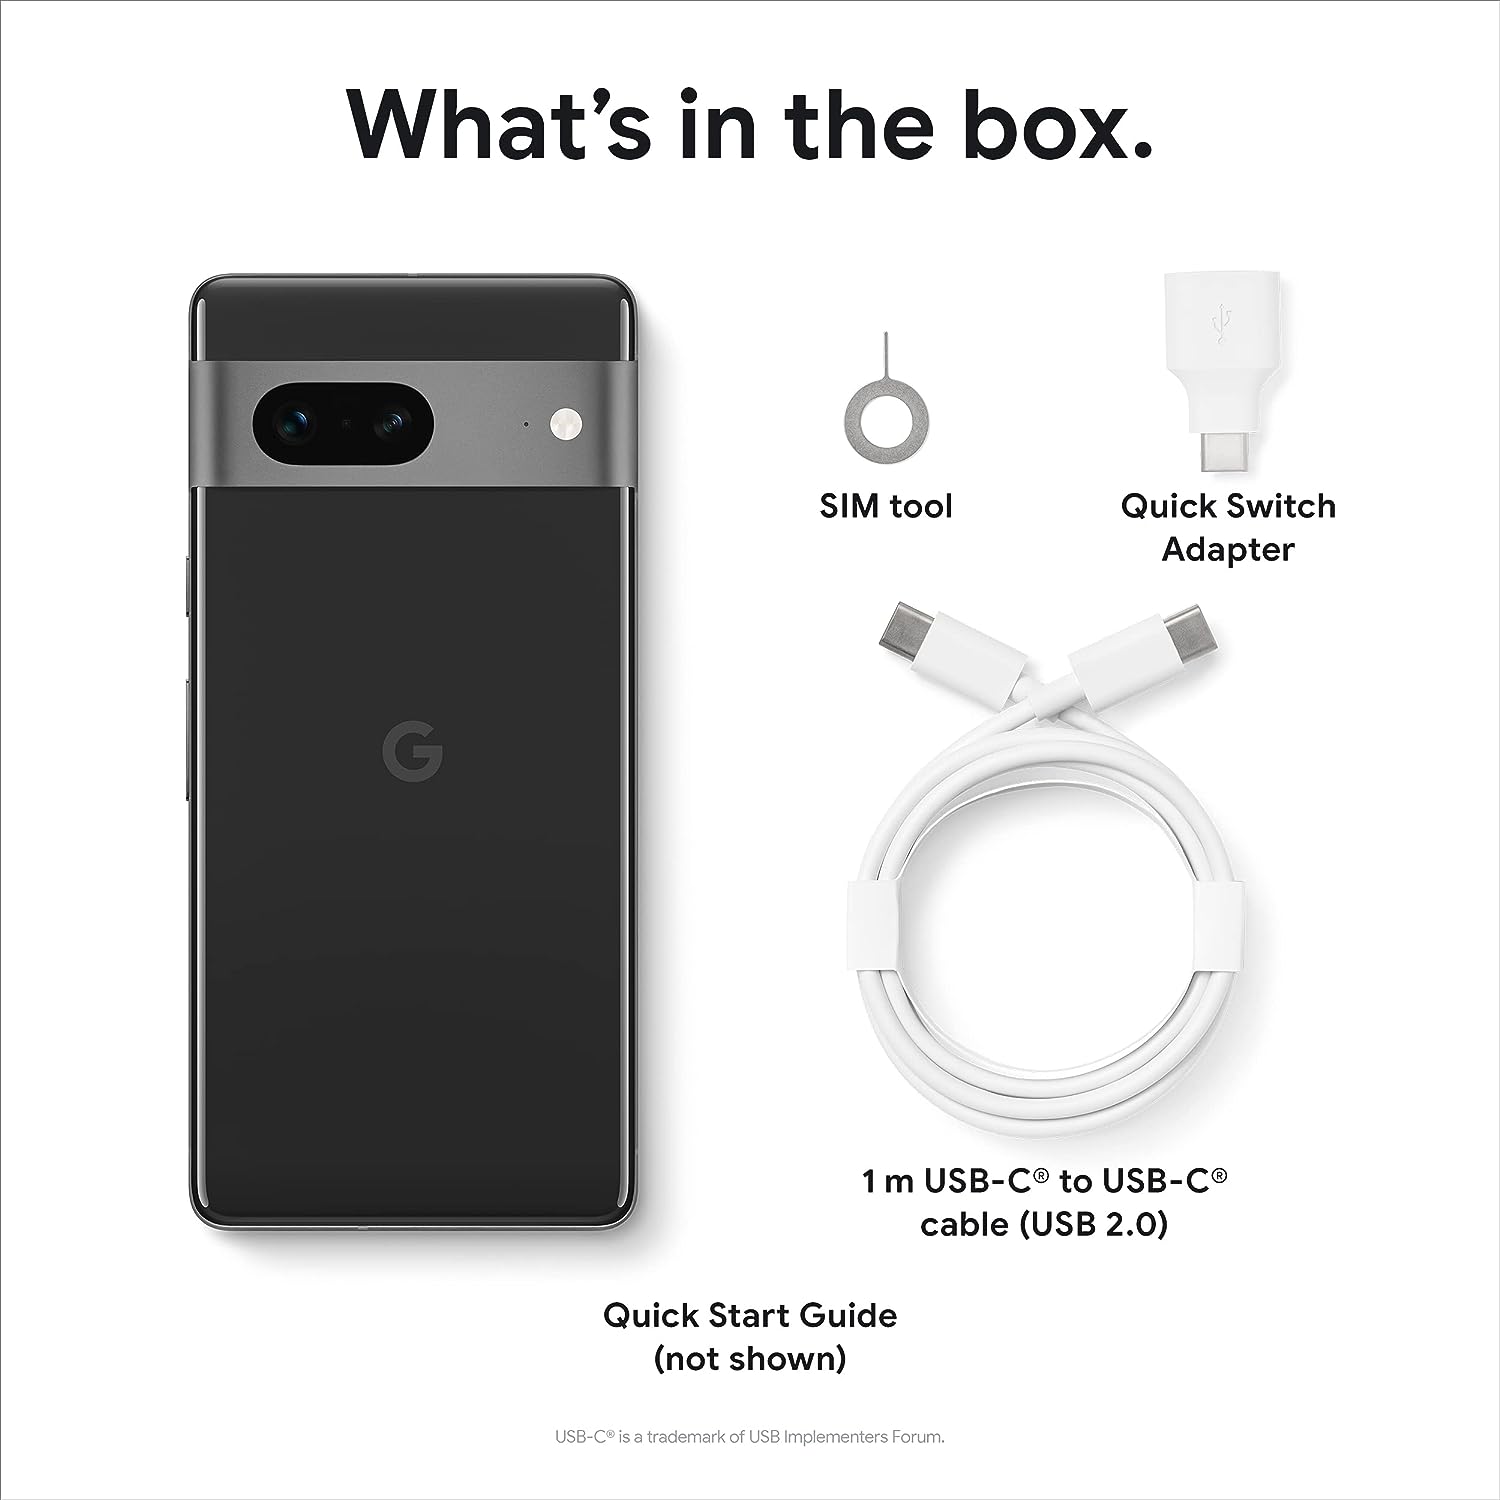 What’s in the box.
SIM tool
Quick Switch
Adapter
1 m USB-C® to USB-C®
cable (USB 2.0)
Quick Start Guide
(not shown)
USB-C® is a trademark of USB Implementers Forum.
G